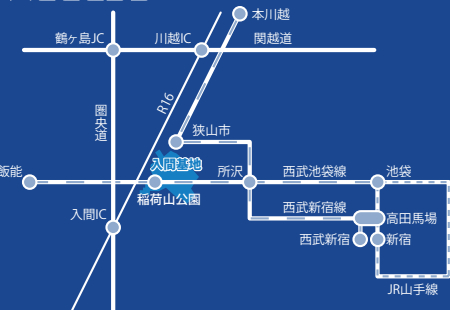 本川越
鶴ヶ島JC
川越IC
関越道
圏央道
R16
狭山市
入間基地
飯能
所沢
西武池袋線
池袋
稲荷山公園
入間IC
西武新宿線
高田馬場
西武新宿
新宿
JR山手線